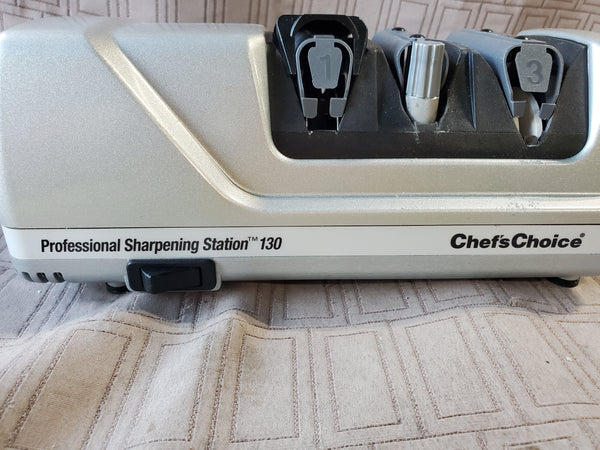 1
3
Professional Sharpening Station™ 130
Chef'sChoice®